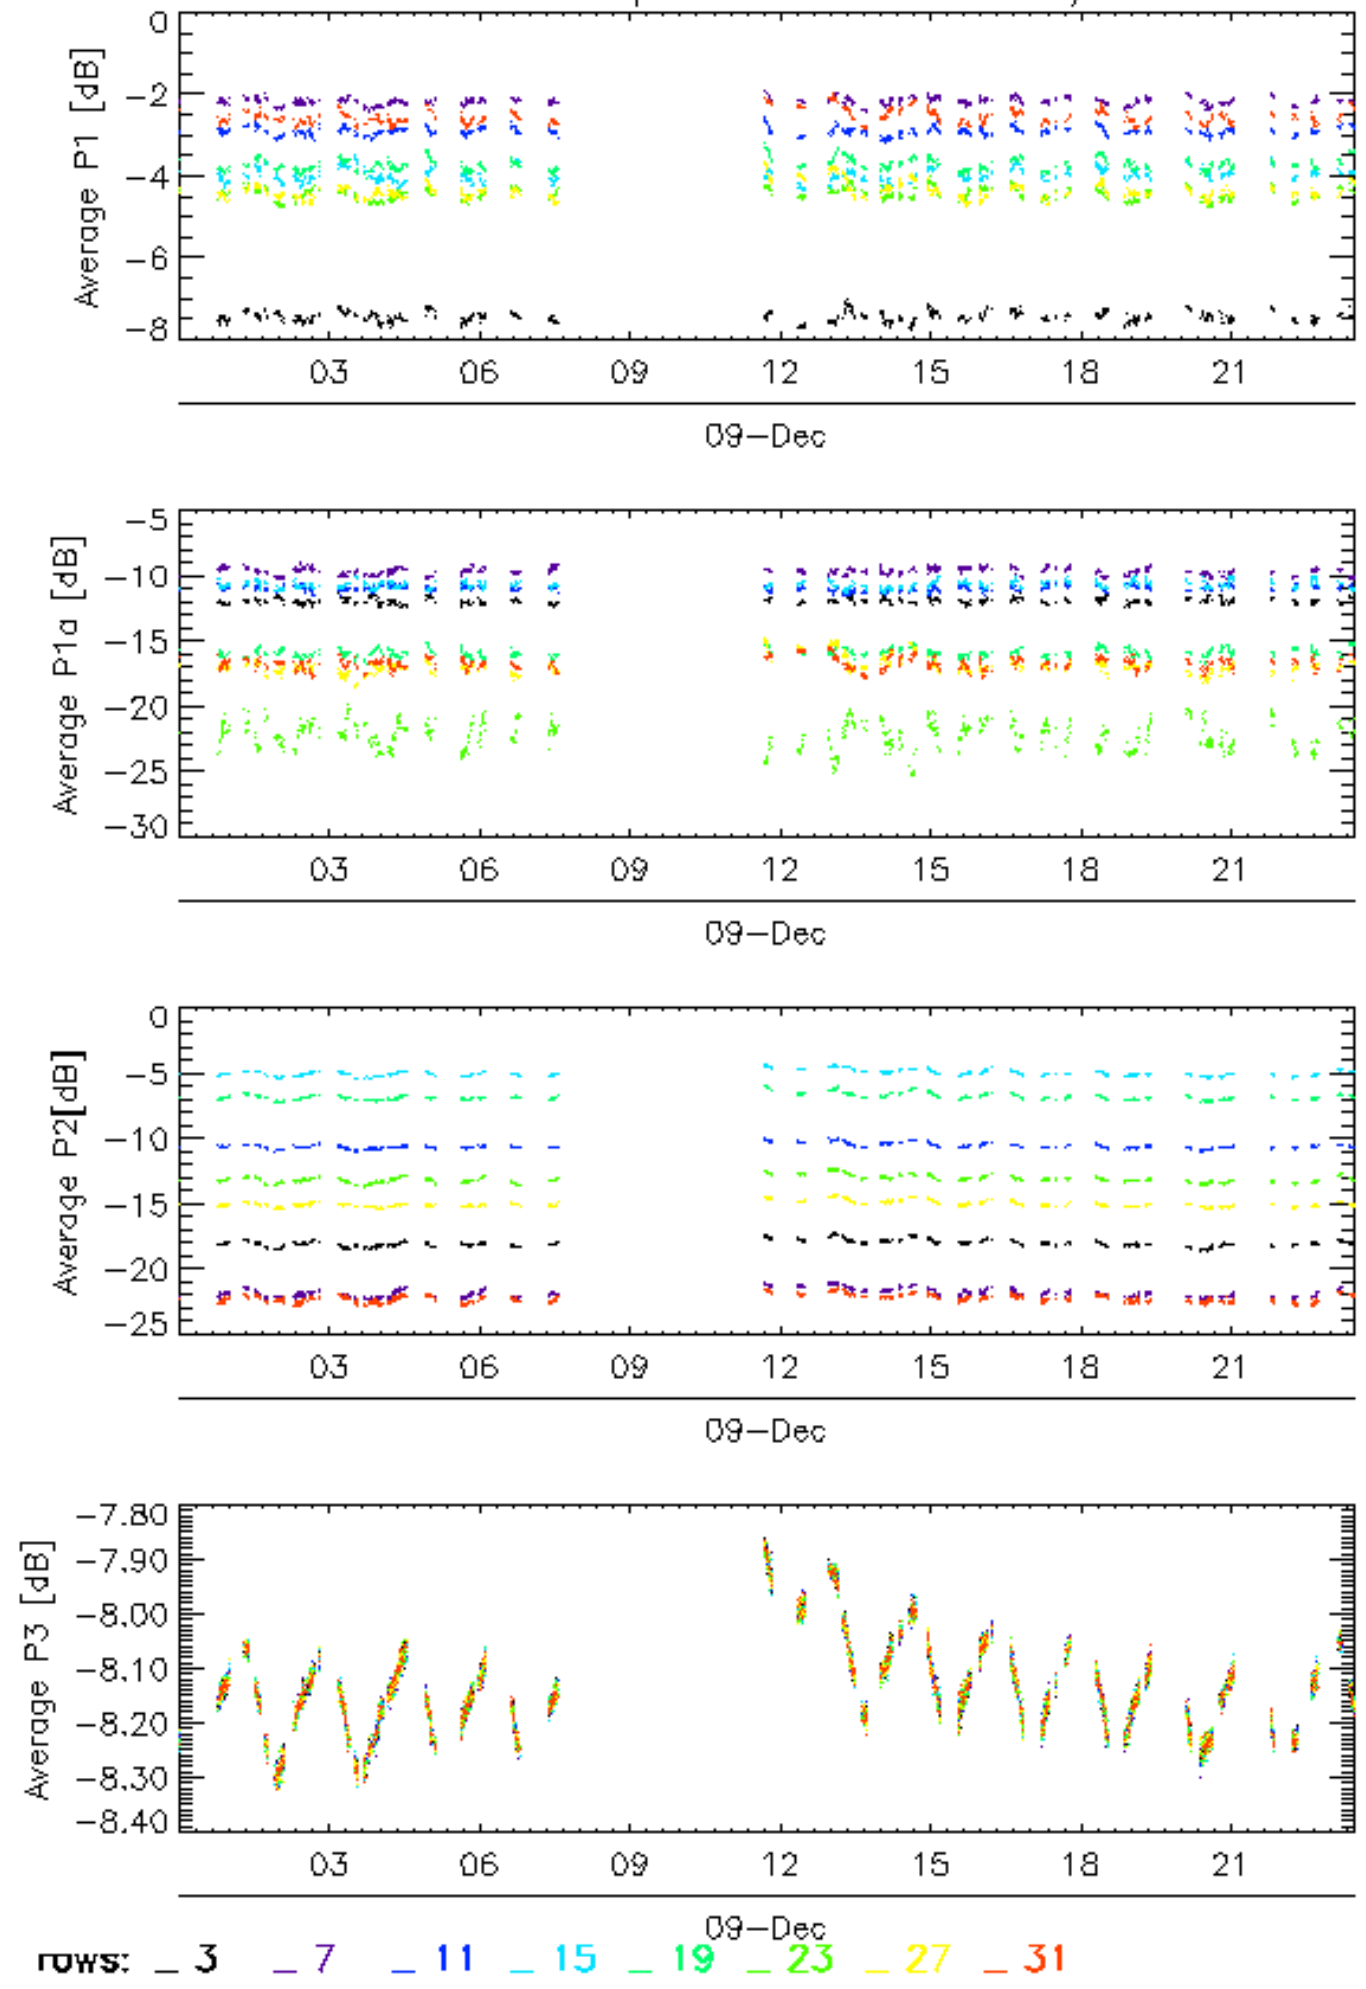 0
−2
−4
−6
−8
Average P1 [dB]
03 06 09 12 15 18 21
09−Dec
−5
−10
−15
−20
−25
−30
Average P1a [dB]
03 06 09 12 15 18 21
09−Dec
0
−5
−10
−15
−20
−25
Average P2[dB]
03 06 09 12 15 18 21
09−Dec
−7.80
−7.90
−8.00
−8.10
−8.20
−8.30
−8.40
Average P3 [dB]
03 06 09 12 15 18 21
09−Dec
rows: _ 3 _ 7 _ 11 _ 15 _ 19 _ 23 _ 27 _ 31